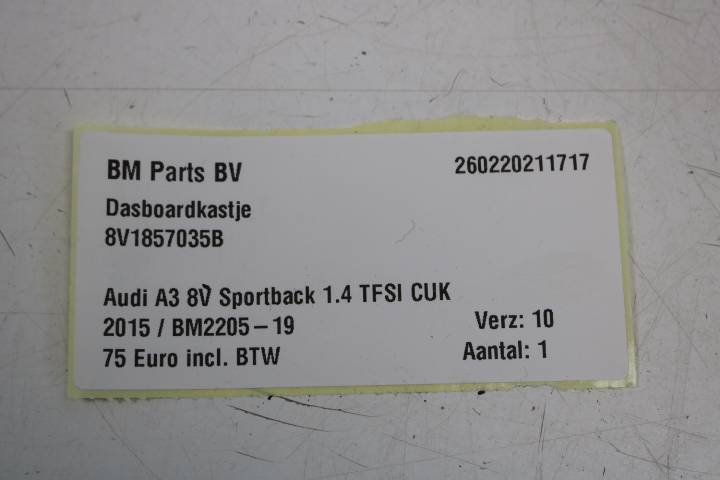 BM Parts BV 260220211717
Dasboardkastje
8V1857035B
Audi A3 8V Sportback 1.4 TFSI CUK
2015 / BM2205-19 Verz: 10
75 Euro incl. BTW Aantal: 1